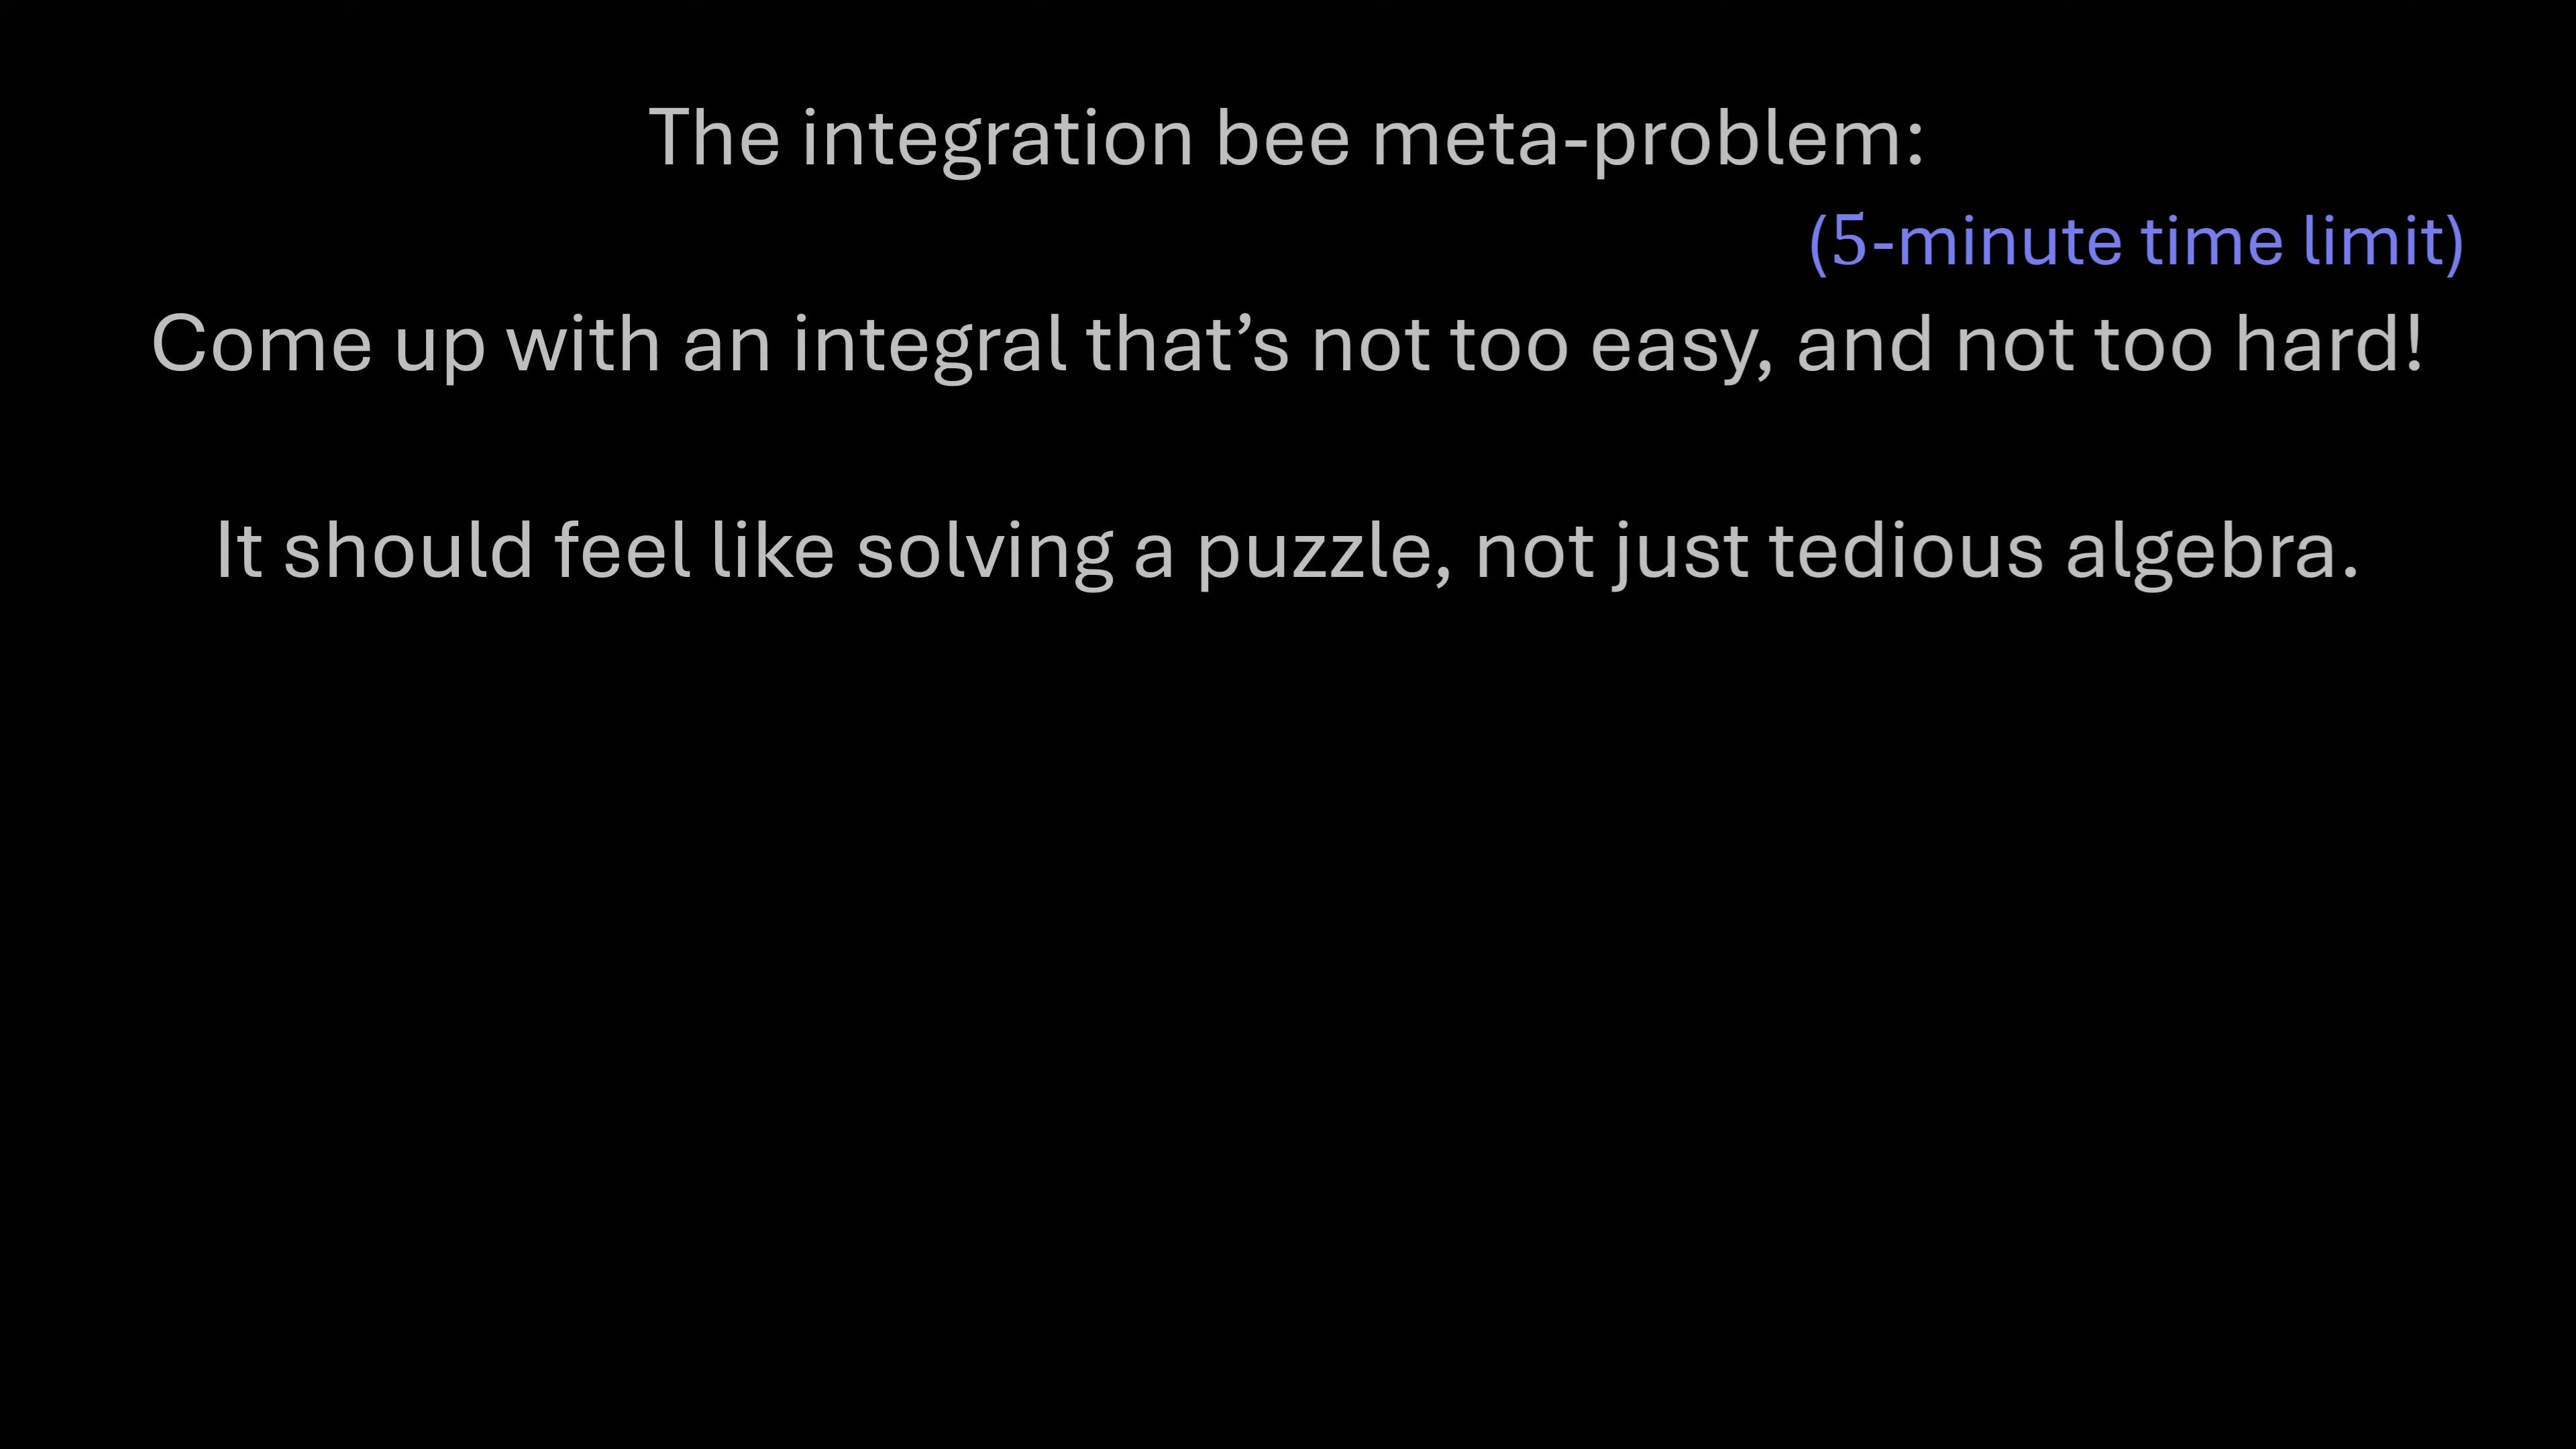 The integration bee meta-problem:
(5-minute time limit)
Come up with an integral that’s not too easy, and not too hard!
It should feel like solving a puzzle, not just tedious algebra.